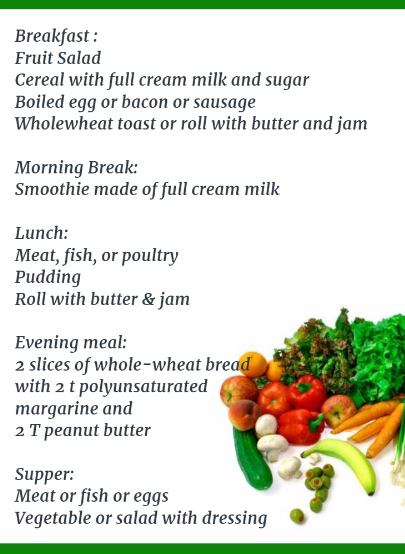 Breakfast :
Fruit Salad
Cereal with full cream milk and sugar
Boiled egg or bacon or sausage
Wholewheat toast or roll with butter and jam
Morning Break:
Smoothie made of full cream milk
Lunch:
Meat, fish, or poultry
Pudding
Roll with butter & jam
Evening meal:
2 slices of whole-wheat bread
with 2 t polyunsaturated
margarine and
2 T peanut butter
Supper:
Meat or fish or eggs
Vegetable or salad with dressing